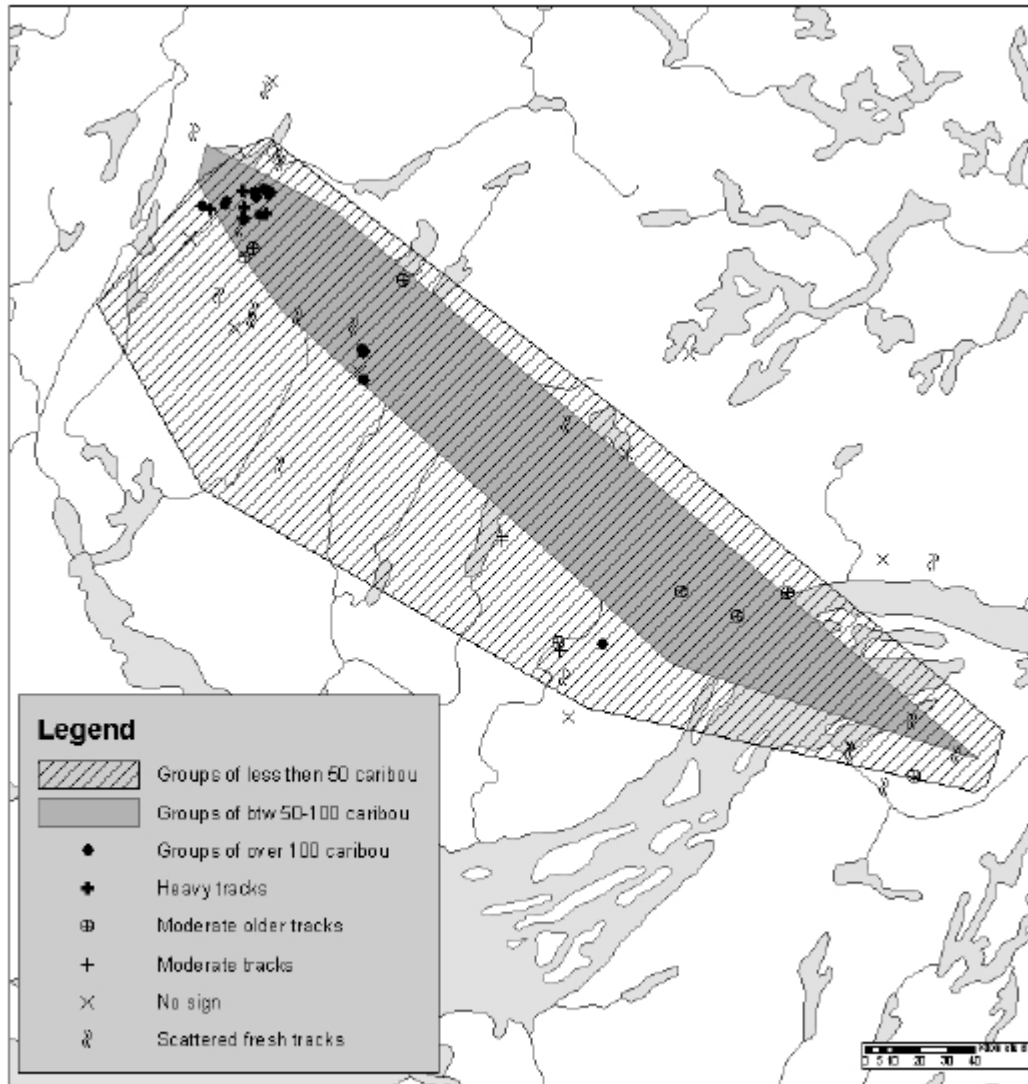 Legend
Groups of less then 50 caribou
Groups of btw 50-100 caribou
Groups of over 100 caribou
Heavy tracks
Moderate older tracks
Moderate tracks
No sign
Scattered fresh tracks
0 5 10 20 30 40